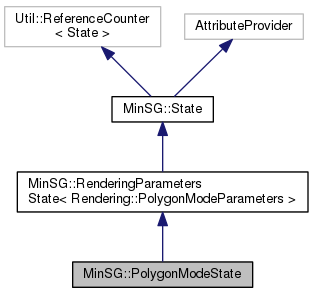 Util::ReferenceCounter
< State >
AttributeProvider
MinSG::State
MinSG::RenderingParameters
State< Rendering::PolygonModeParameters >
MinSG::PolygonModeState